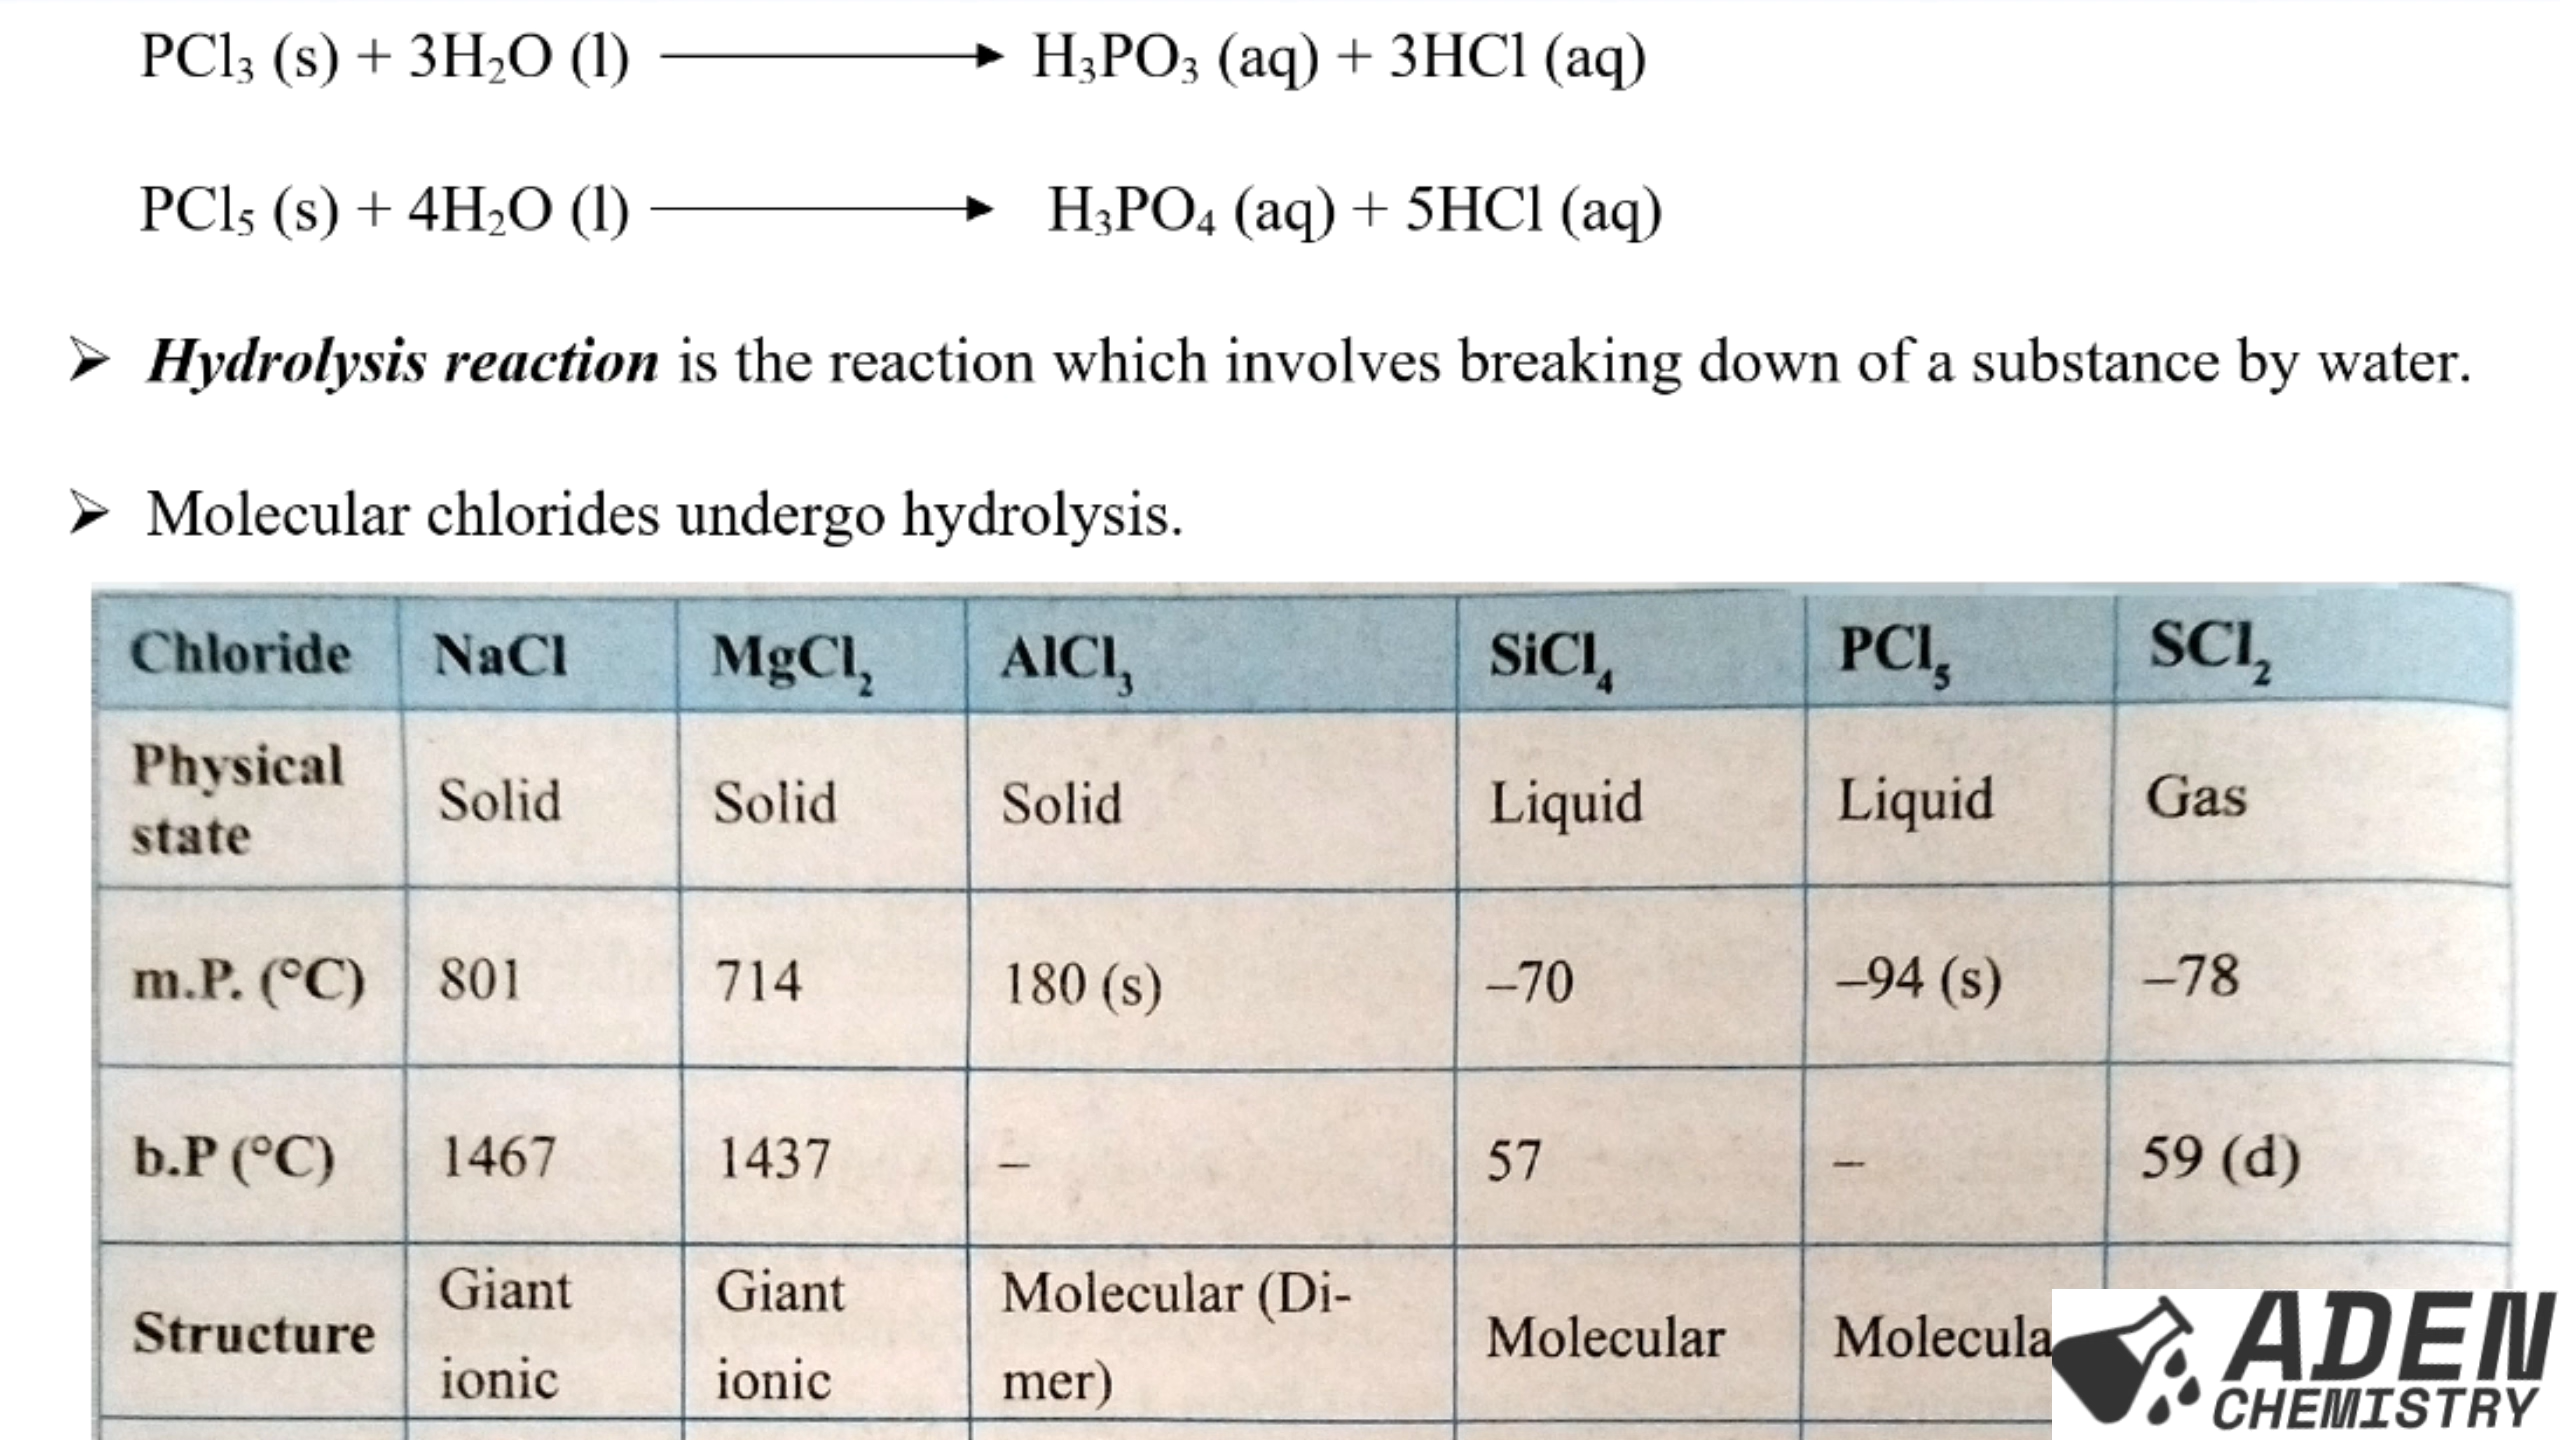 PCl₃ (s) + 3H₂O (l) ⟶ H₃PO₃ (aq) + 3HCl (aq)
PCl₅ (s) + 4H₂O (l) ⟶ H₃PO₄ (aq) + 5HCl (aq)
➢ Hydrolysis reaction is the reaction which involves breaking down of a substance by water.
➢ Molecular chlorides undergo hydrolysis.
Chloride NaCl MgCl₂ AlCl₃ SiCl₄ PCl₅ SCl₂
Physical state Solid Solid Solid Liquid Liquid Gas
m.P. (°C) 801 714 180 (s) –70 –94 (s) –78
b.P (°C) 1467 1437 – 57 – 59 (d)
Structure Giant ionic Giant ionic Molecular (Di-mer) Molecular Molecula
ADEN
CHEMISTRY